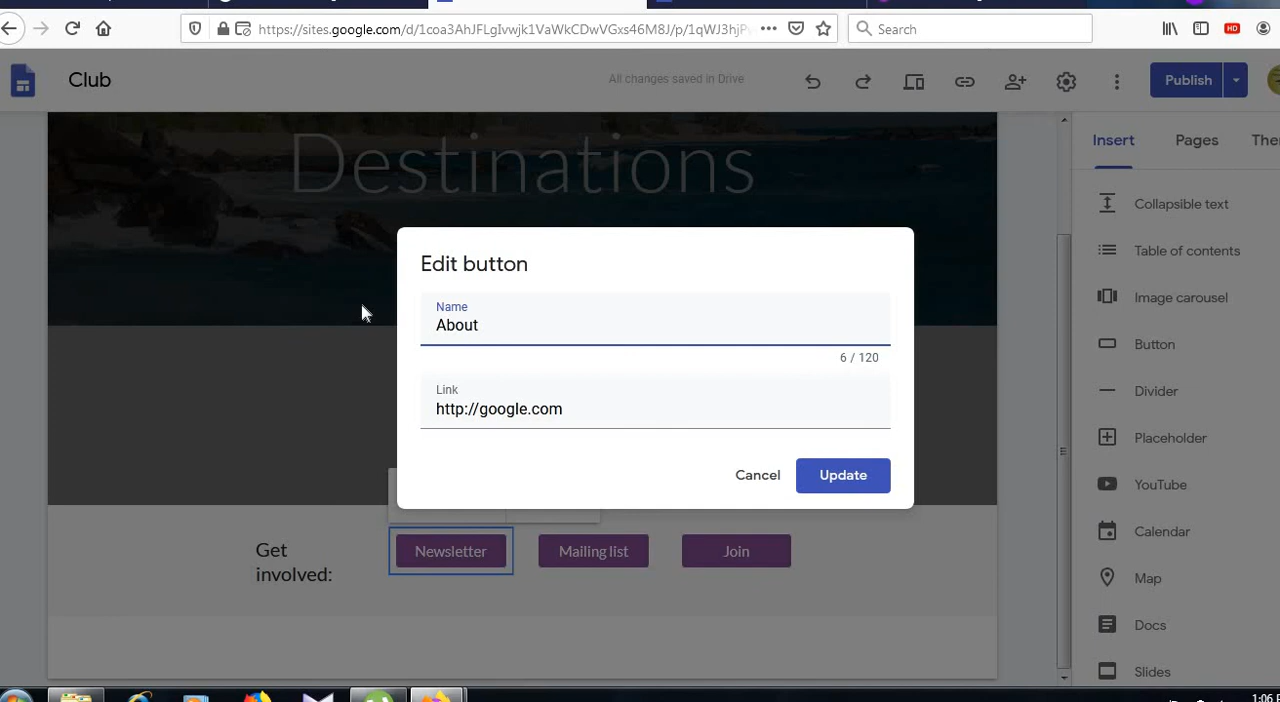 https://sites.google.com/d/1coa3AhJFLgIvwjk1VaWkCDwVGxs46M8J/p/1qWJ3hjP
Search
HD
Club
All changes saved in Drive
Publish
Destinations
Insert
Pages
Collapsible text
Table of contents
Image carousel
Button
Divider
Placeholder
YouTube
Calendar
Map
Docs
Slides
Edit button
Name
About
6 / 120
Link
http://google.com
Cancel
Update
Get
involved:
Newsletter
Mailing list
Join